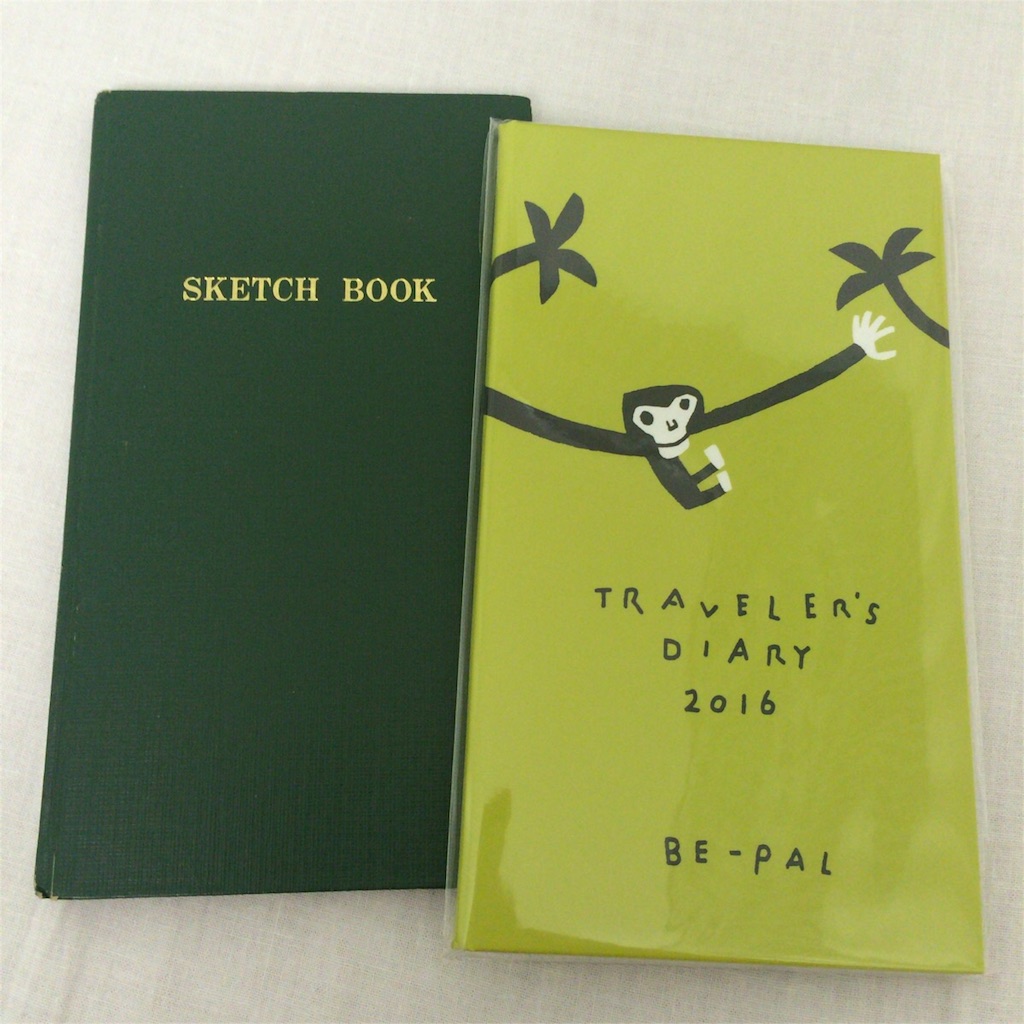 SKETCH BOOK
TRAVELER'S
DIARY
2016
BE-PAL